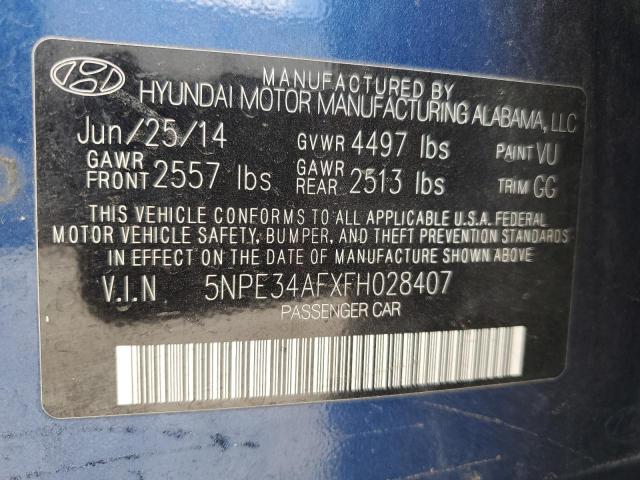 MANUFACTURED BY
HYUNDAI MOTOR MANUFACTURING ALABAMA, LLC
Jun/25/14 GVWR 4497 lbs PAINT VU
GAWR FRONT 2557 lbs GAWR REAR 2513 lbs TRIM GG
THIS VEHICLE CONFORMS TO ALL APPLICABLE U.S.A. FEDERAL
MOTOR VEHICLE SAFETY, BUMPER, AND THEFT PREVENTION STANDARDS
IN EFFECT ON THE DATE OF MANUFACTURE SHOWN ABOVE.
V.I.N 5NPE34AFXFH028407
PASSENGER CAR